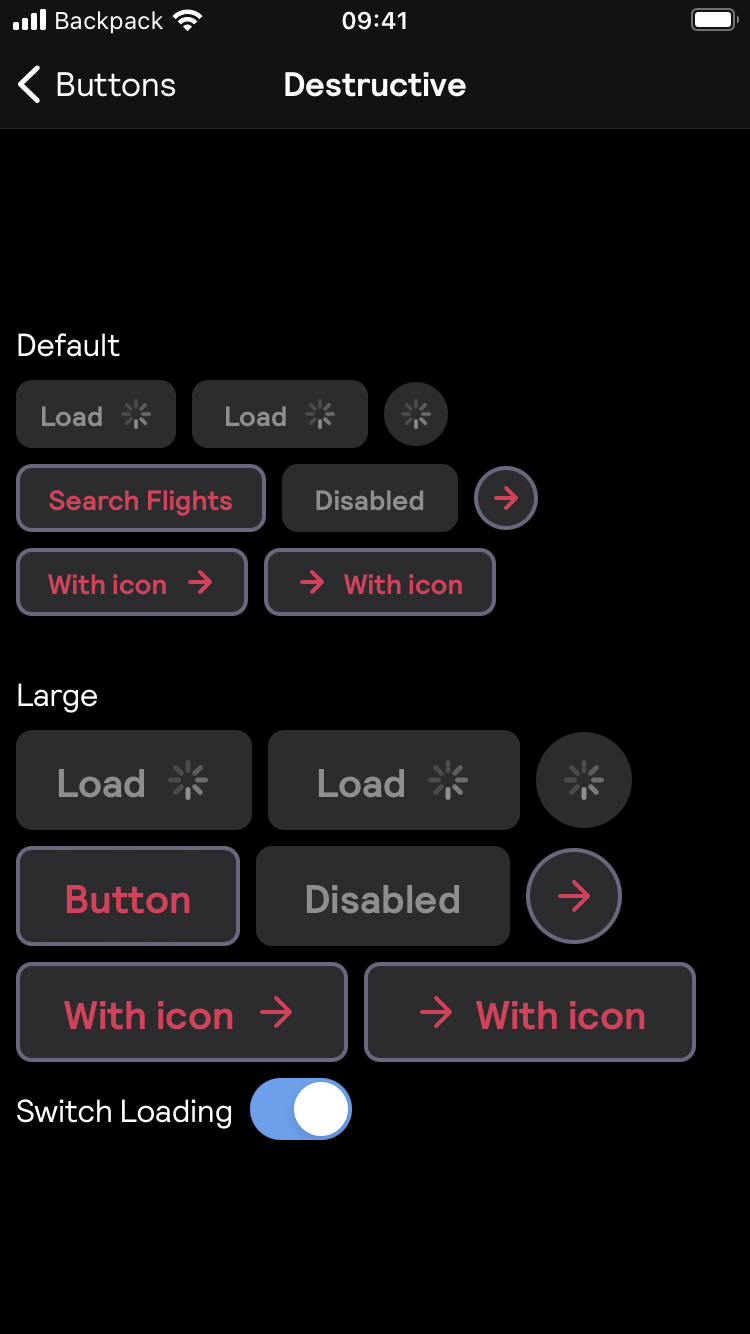 Backpack 09:41
Buttons Destructive
Default
Load Load
Search Flights Disabled
With icon With icon
Large
Load Load
Button Disabled
With icon With icon
Switch Loading